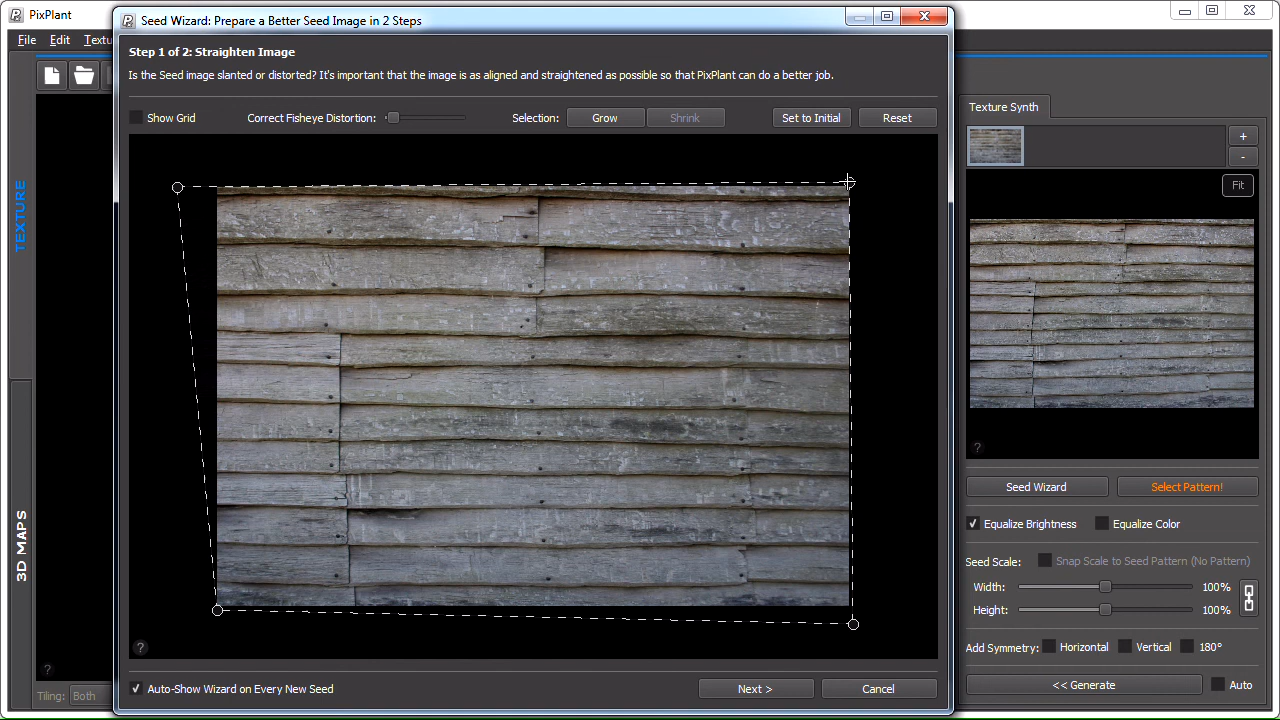 PixPlant
File Edit Textu
Seed Wizard: Prepare a Better Seed Image in 2 Steps
Step 1 of 2: Straighten Image
Is the Seed image slanted or distorted? It's important that the image is as aligned and straightened as possible so that PixPlant can do a better job.
Show Grid Correct Fisheye Distortion: Selection: Grow Shrink Set to Initial Reset
?
Auto-Show Wizard on Every New Seed Next > Cancel
TEXTURE
3D MAPS
?
Tiling: Both
Texture Synth
+
-
Fit
?
Seed Wizard Select Pattern!
Equalize Brightness Equalize Color
Seed Scale: Snap Scale to Seed Pattern (No Pattern)
Width: 100%
Height: 100%
Add Symmetry: Horizontal Vertical 180°
<< Generate Auto